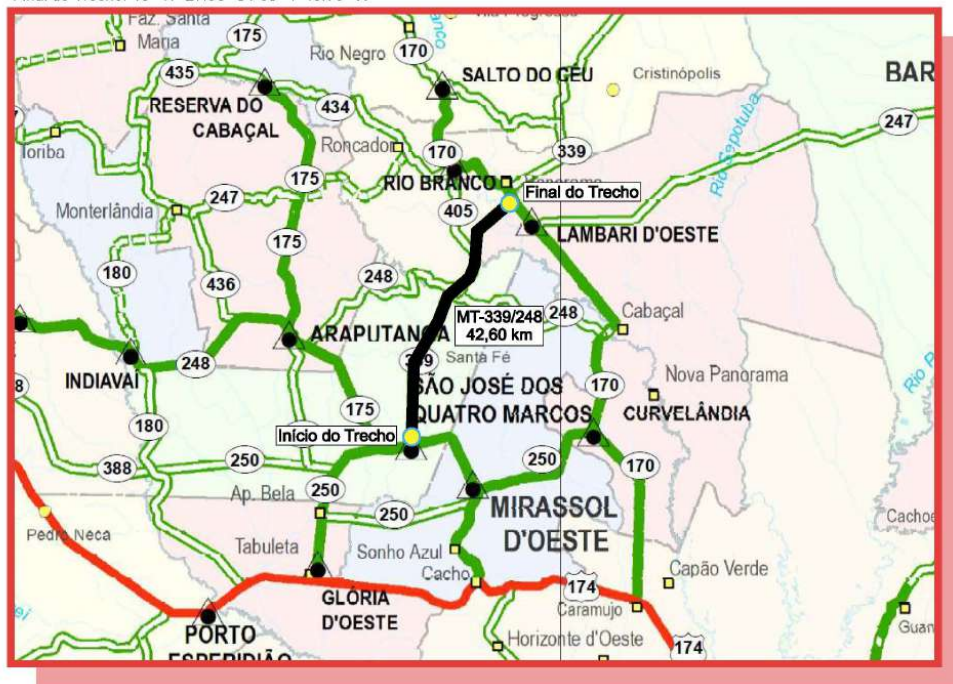 Faz. Santa
Maria
175
Rio Negro
170
SALTO DO CÉU
Cristinópolis
BAR
435
RESERVA DO
CABAÇAL
434
Roncador
247
Toriba
Rio Sapotuba
170
339
175
RIO BRANCO
Final do Trecho
Monterlândia
247
405
LAMBARI D'OESTE
175
180
436
248
MT-339/248
42,60 km
248
Cabaçal
ARAPUTANGA
Santa Fé
INDIAVAÍ
248
175
SÃO JOSÉ DOS
QUATRO MARCOS
170
Nova Panorama
CURVELÂNDIA
180
Início do Trecho
388
250
250
170
Ap. Bela
250
250
MIRASSOL
D'OESTE
Pedro Neca
Tabuleta
Sonho Azul
Cacho
174
Capão Verde
Caramujo
GLÓRIA
D'OESTE
PORTO
Horizonte d'Oeste
174